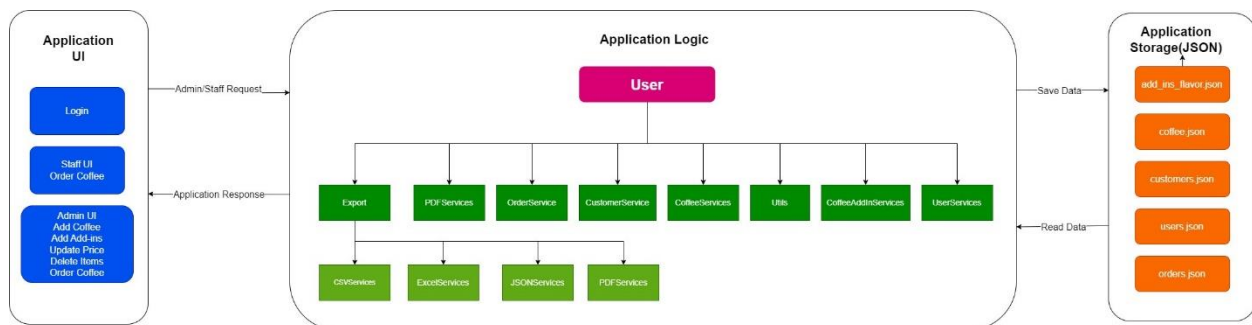 Application
UI
Login
Staff UI
Order Coffee
Admin UI
Add Coffee
Add Add-ins
Update Price
Delete Items
Order Coffee
Admin/Staff Request
Application Response
Application Logic
User
Export
PDFServices
OrderService
CustomerService
CoffeeServices
Utils
CoffeeAddInServices
UserServices
CSVServices
ExcelServices
JSONServices
PDFServices
Save Data
Read Data
Application
Storage(JSON)
add_ins_flavor.json
coffee.json
customers.json
users.json
orders.json